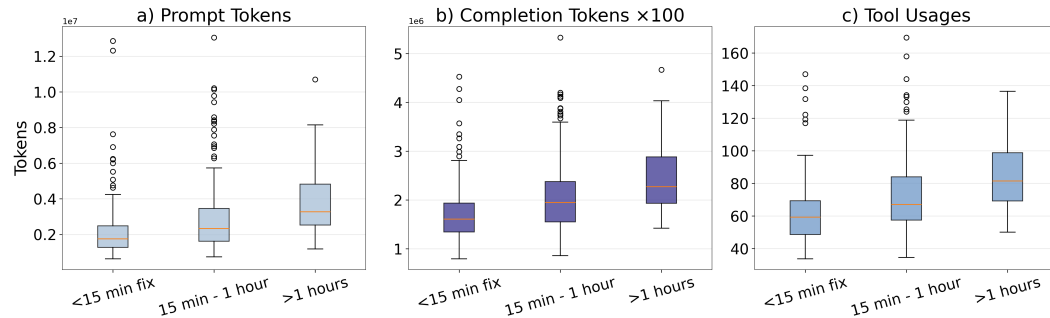 a) Prompt Tokens
1e7
Tokens
1.2
1.0
0.8
0.6
0.4
0.2
<15 min fix
15 min - 1 hour
>1 hours
b) Completion Tokens ×100
1e6
5
4
3
2
1
<15 min fix
15 min - 1 hour
>1 hours
c) Tool Usages
160
140
120
100
80
60
40
<15 min fix
15 min - 1 hour
>1 hours